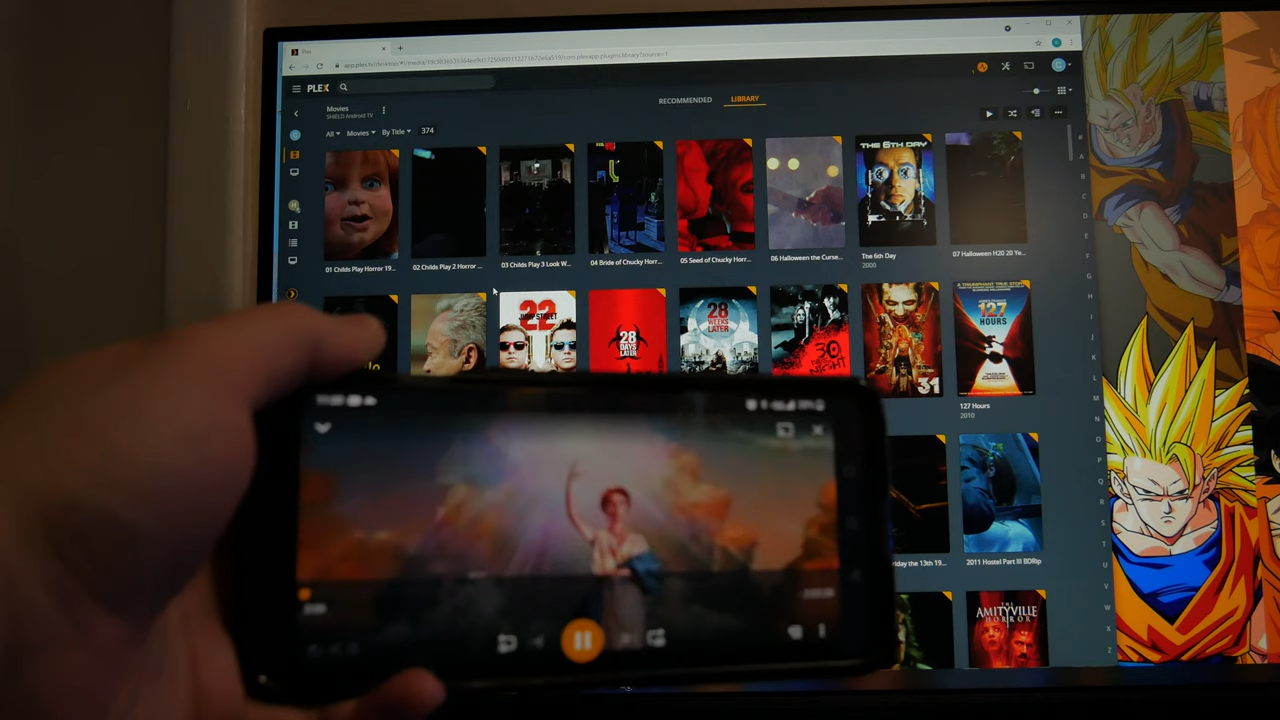 Plex
PLEX
RECOMMENDED
LIBRARY
Movies
SHIELD Android TV
All
Movies
By Title
374
THE 6TH DAY
01 Childs Play Horror 19...
02 Childs Play 2 Horror ...
03 Childs Play 3 Look W...
04 Bride of Chucky Horr...
05 Seed of Chucky Horr...
06 Halloween the Curse...
The 6th Day
2000
07 Halloween H20 20 Ye...
22
JUMP STREET
28
DAYS
LATER
28
WEEKS
LATER
30
31
A TRIUMPHANT TRUE STORY
127
HOURS
127 Hours
2010
riday the 13th 19...
2011 Hostel Part III BDRip
THE
AMITYVILLE
HORROR
#
A
B
C
D
E
F
G
H
I
J
K
L
M
N
O
P
Q
R
S
T
U
V
W
X
Y
Z